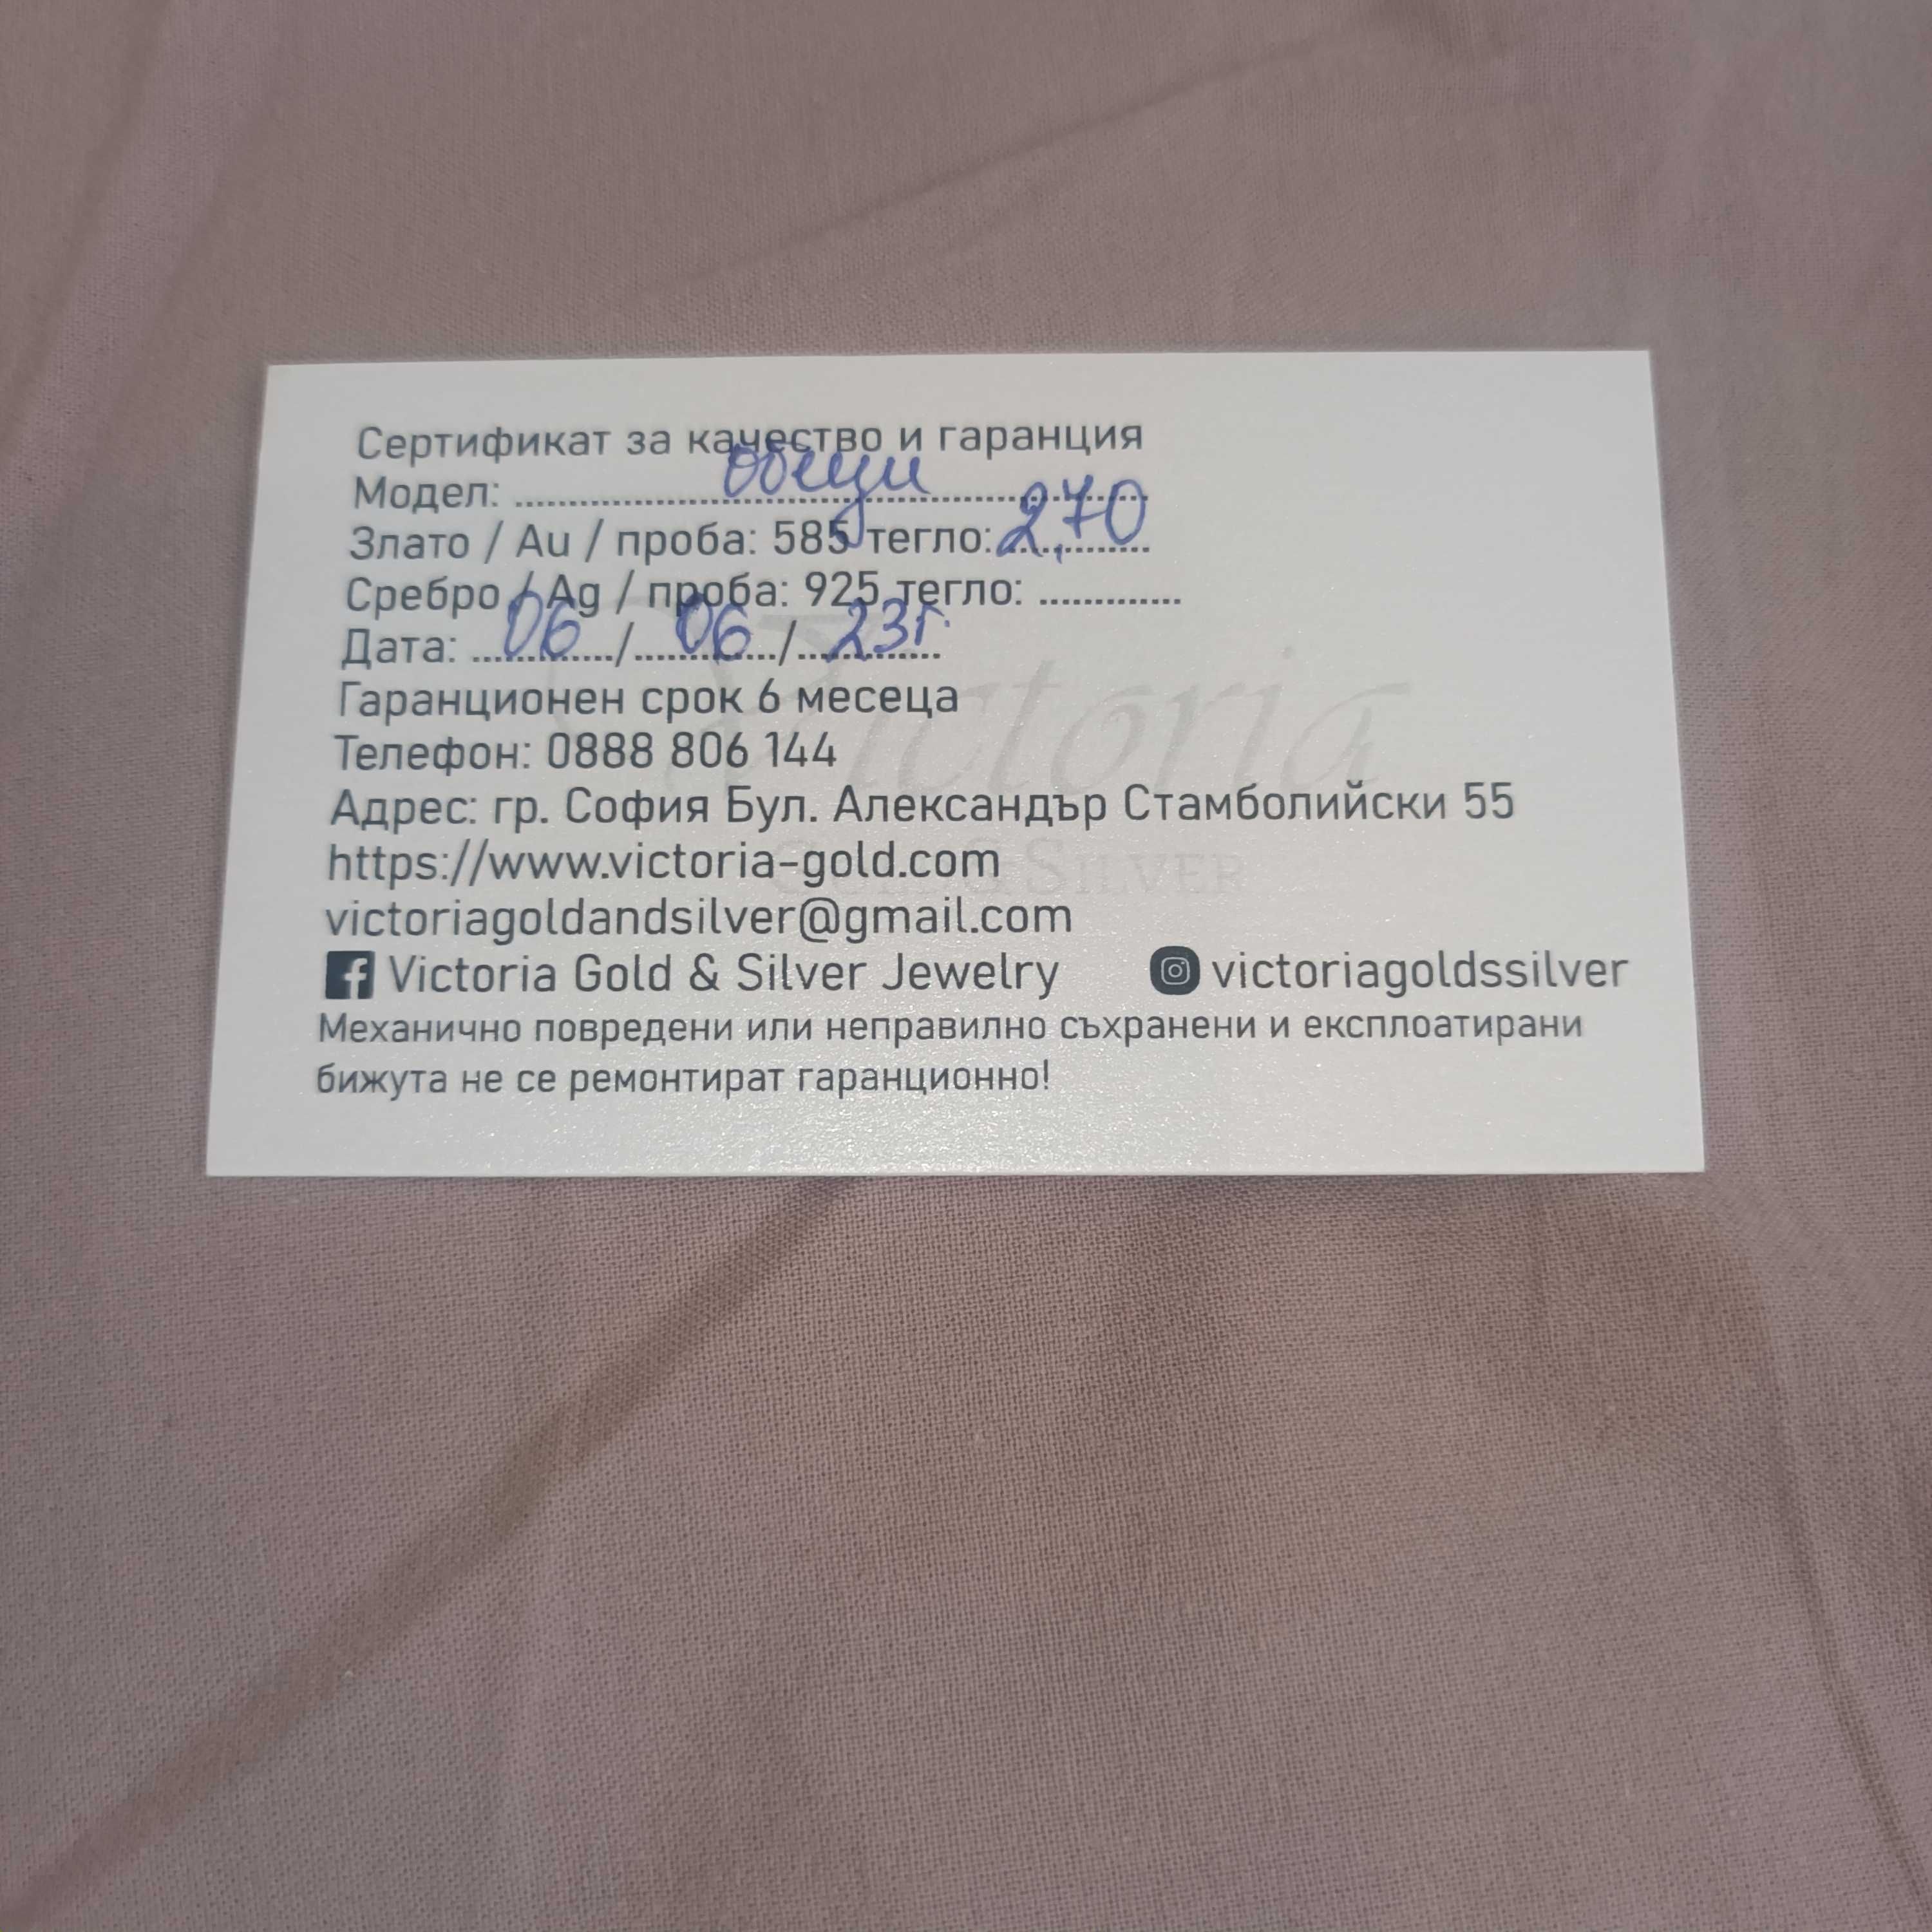 Сертификат за качество и гаранция
Модел: обеци
Злато / Au / проба: 585 тегло: 2,70
Сребро / Ag / проба: 925 тегло: .............
Дата: 06 / 06 / 23г.
Гаранционен срок 6 месеца
Телефон: 0888 806 144
Адрес: гр. София Бул. Александър Стамболийски 55
https://www.victoria-gold.com
victoriagoldandsilver@gmail.com
Victoria Gold & Silver Jewelry victoriagoldssilver
Механично повредени или неправилно съхранени и експлоатирани
бижута не се ремонтират гаранционно!
Victoria
GOLD & SILVER